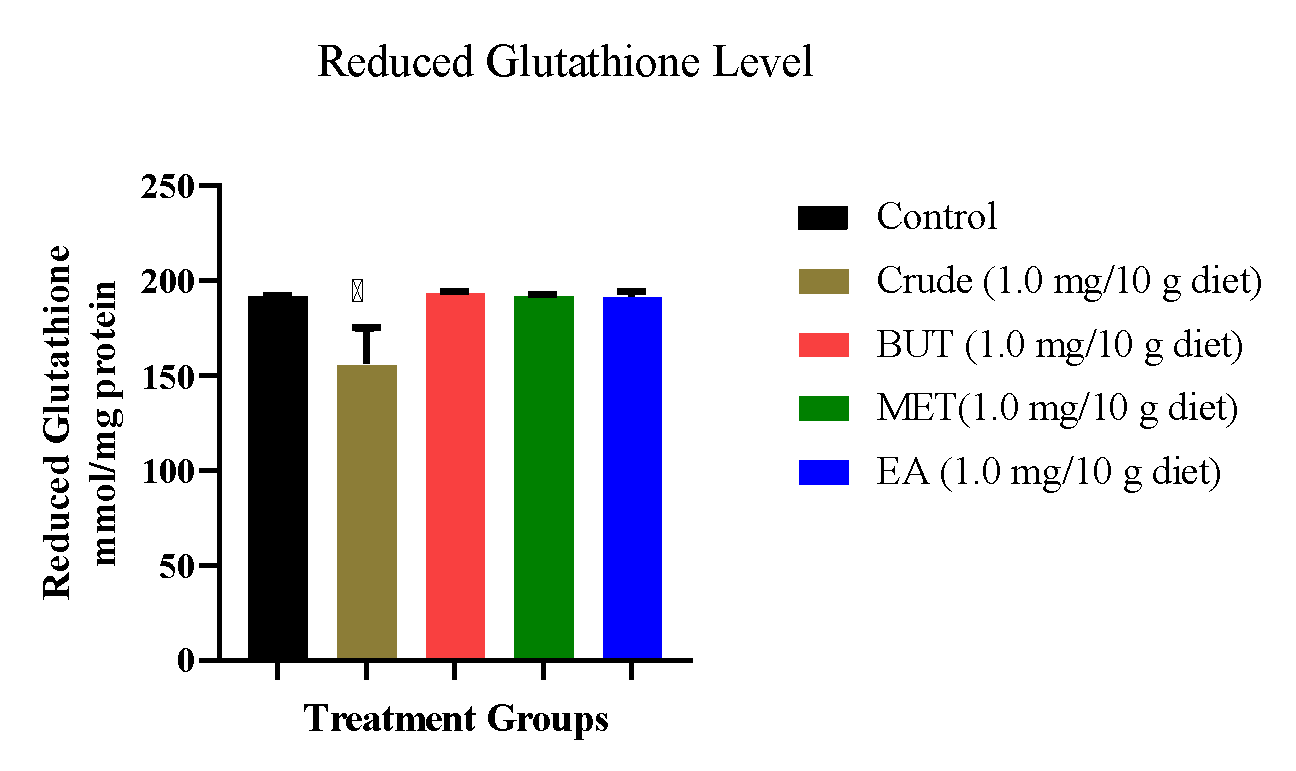 Reduced Glutathione Level
Reduced Glutathione
mmol/mg protein
250
200
150
100
50
0
Treatment Groups
Control
Crude (1.0 mg/10 g diet)
BUT (1.0 mg/10 g diet)
MET(1.0 mg/10 g diet)
EA (1.0 mg/10 g diet)